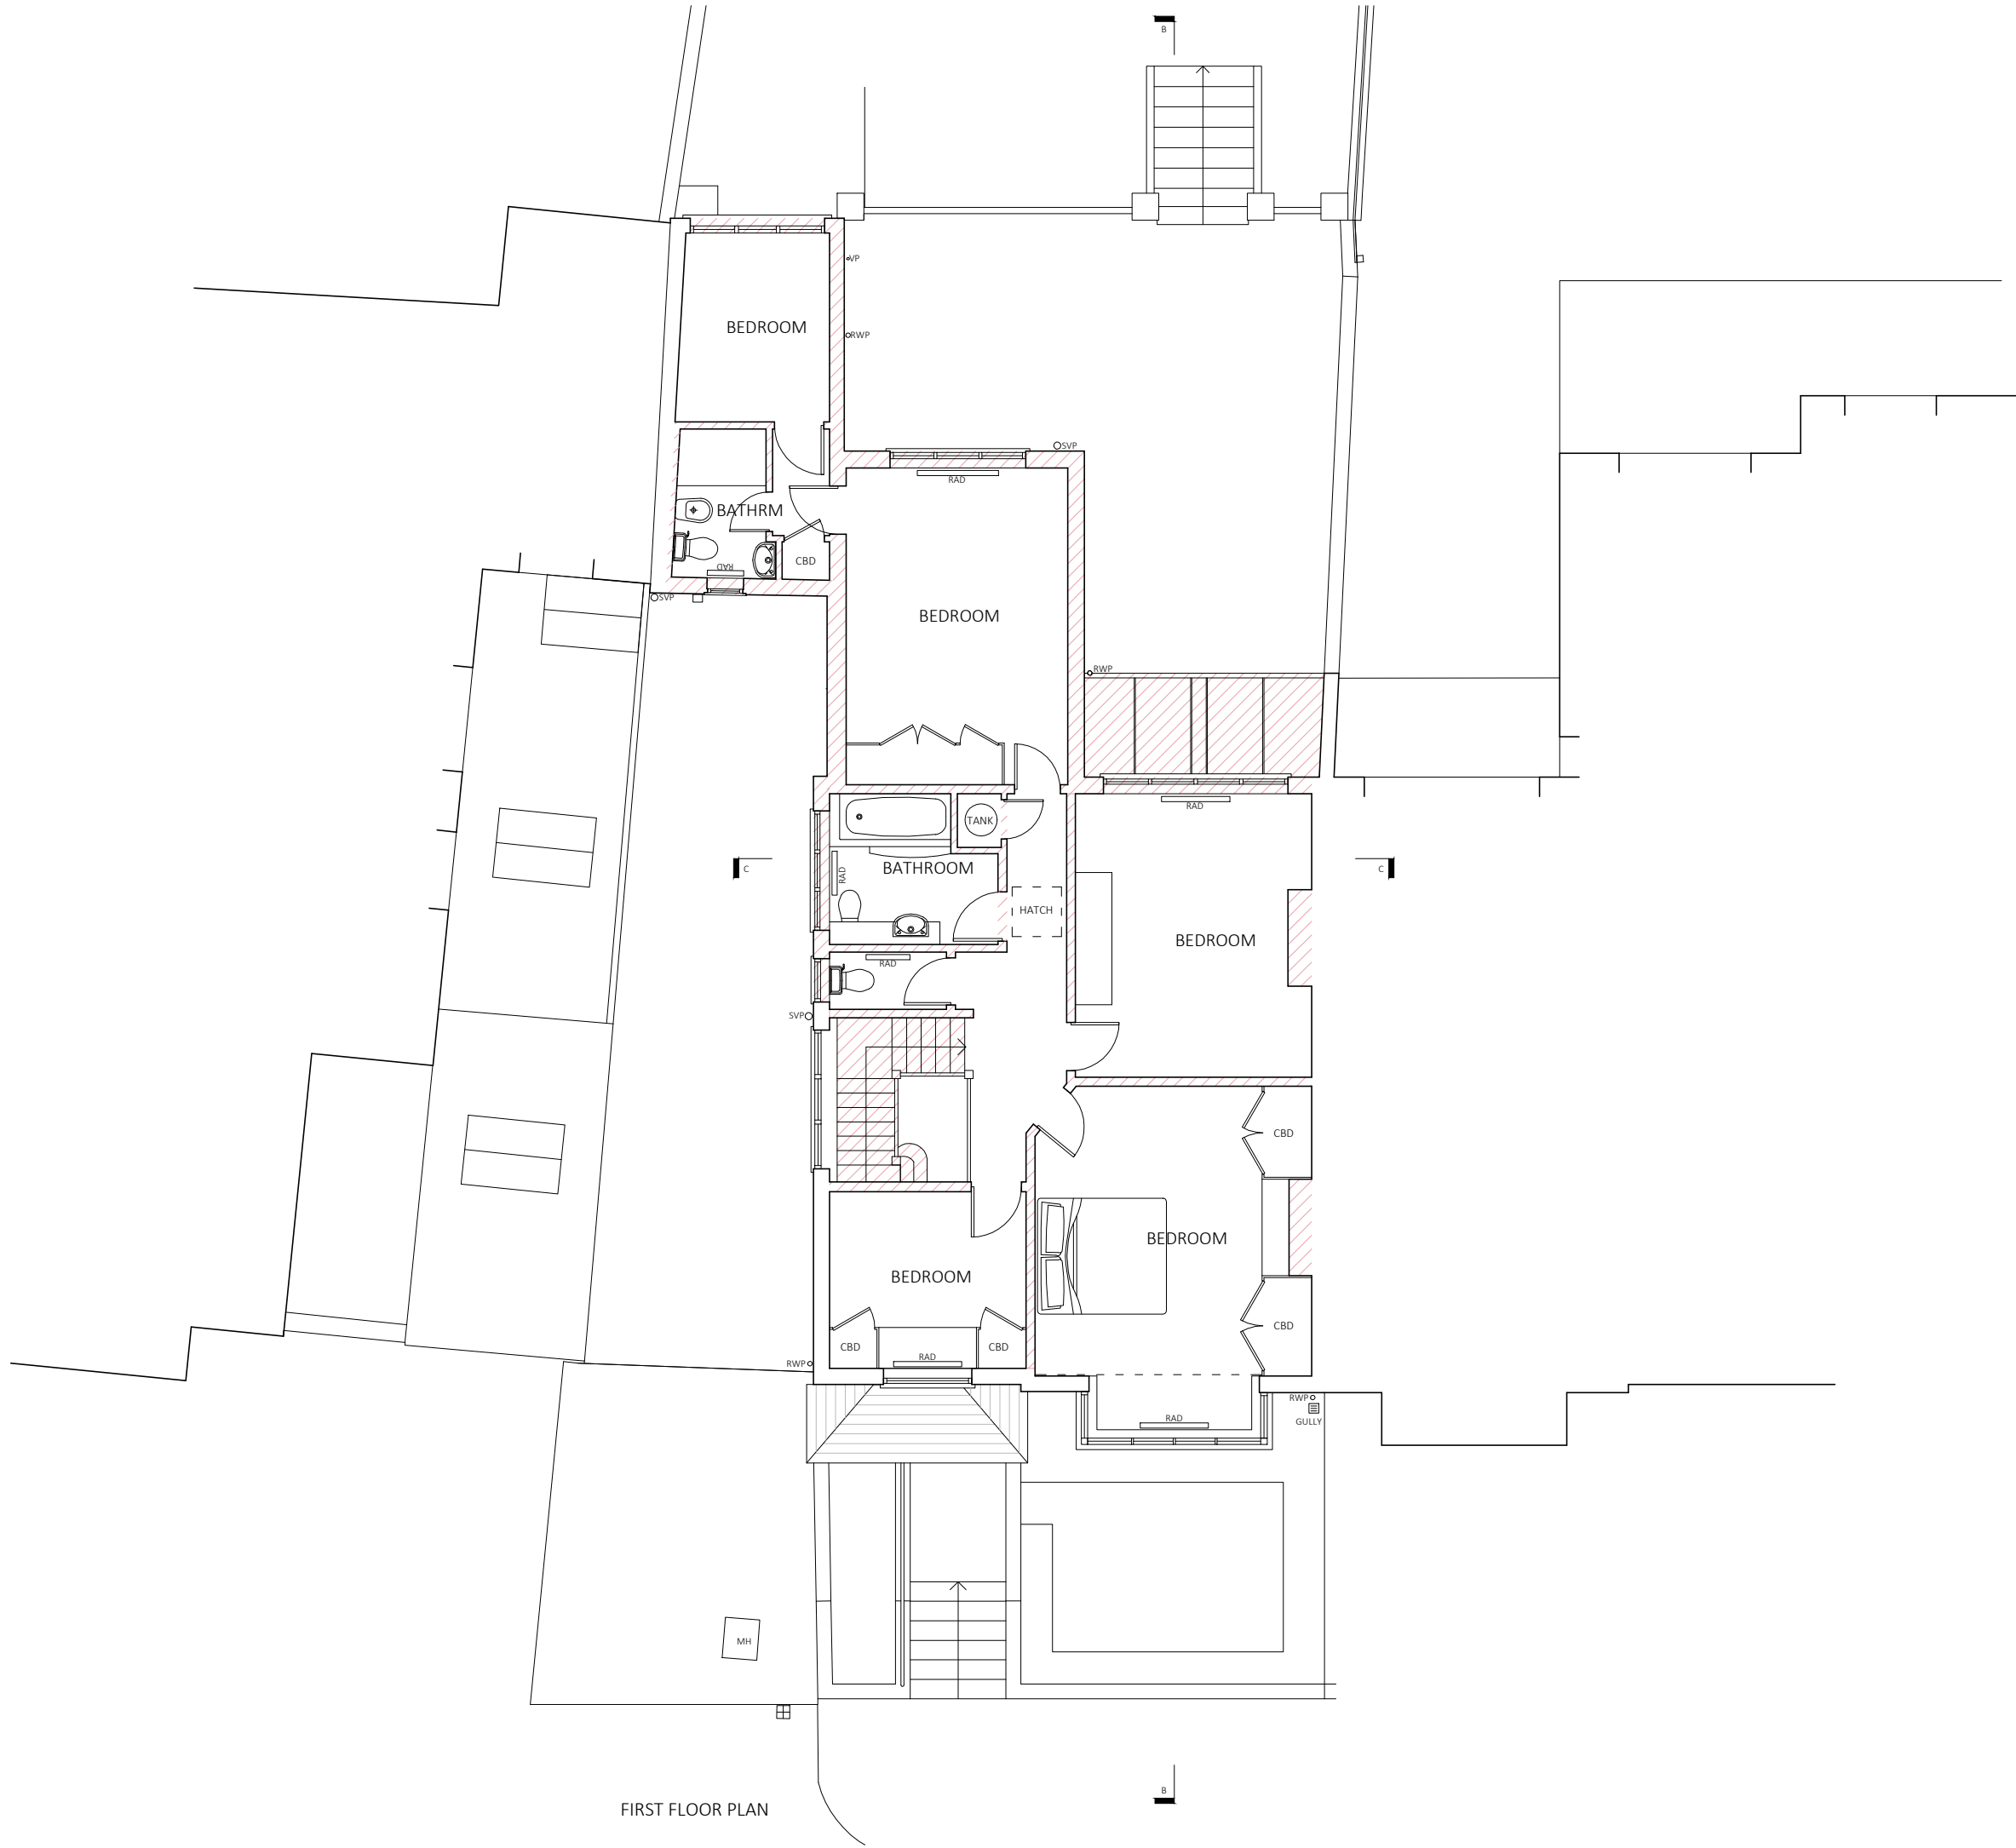 B
VP
BEDROOM
RWP
SVP
RAD
BATHRM
CBD
RAD
SVP
BEDROOM
RWP
RAD
TANK
C
BATHROOM
C
RAD
HATCH
BEDROOM
RAD
SVP
CBD
BEDROOM
BEDROOM
CBD
CBD
CBD
RAD
RWP
RWP
RAD
GULLY
MH
B
FIRST FLOOR PLAN